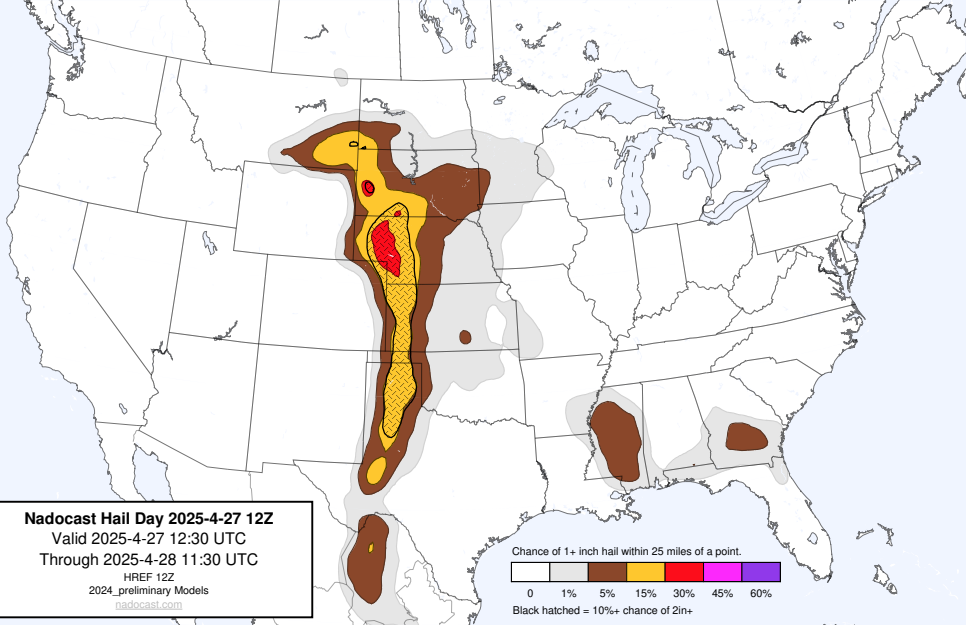 Nadocast Hail Day 2025-4-27 12Z
Valid 2025-4-27 12:30 UTC
Through 2025-4-28 11:30 UTC
HREF 12Z
2024_preliminary Models
nadocast.com
Chance of 1+ inch hail within 25 miles of a point.
0 1% 5% 15% 30% 45% 60%
Black hatched = 10%+ chance of 2in+